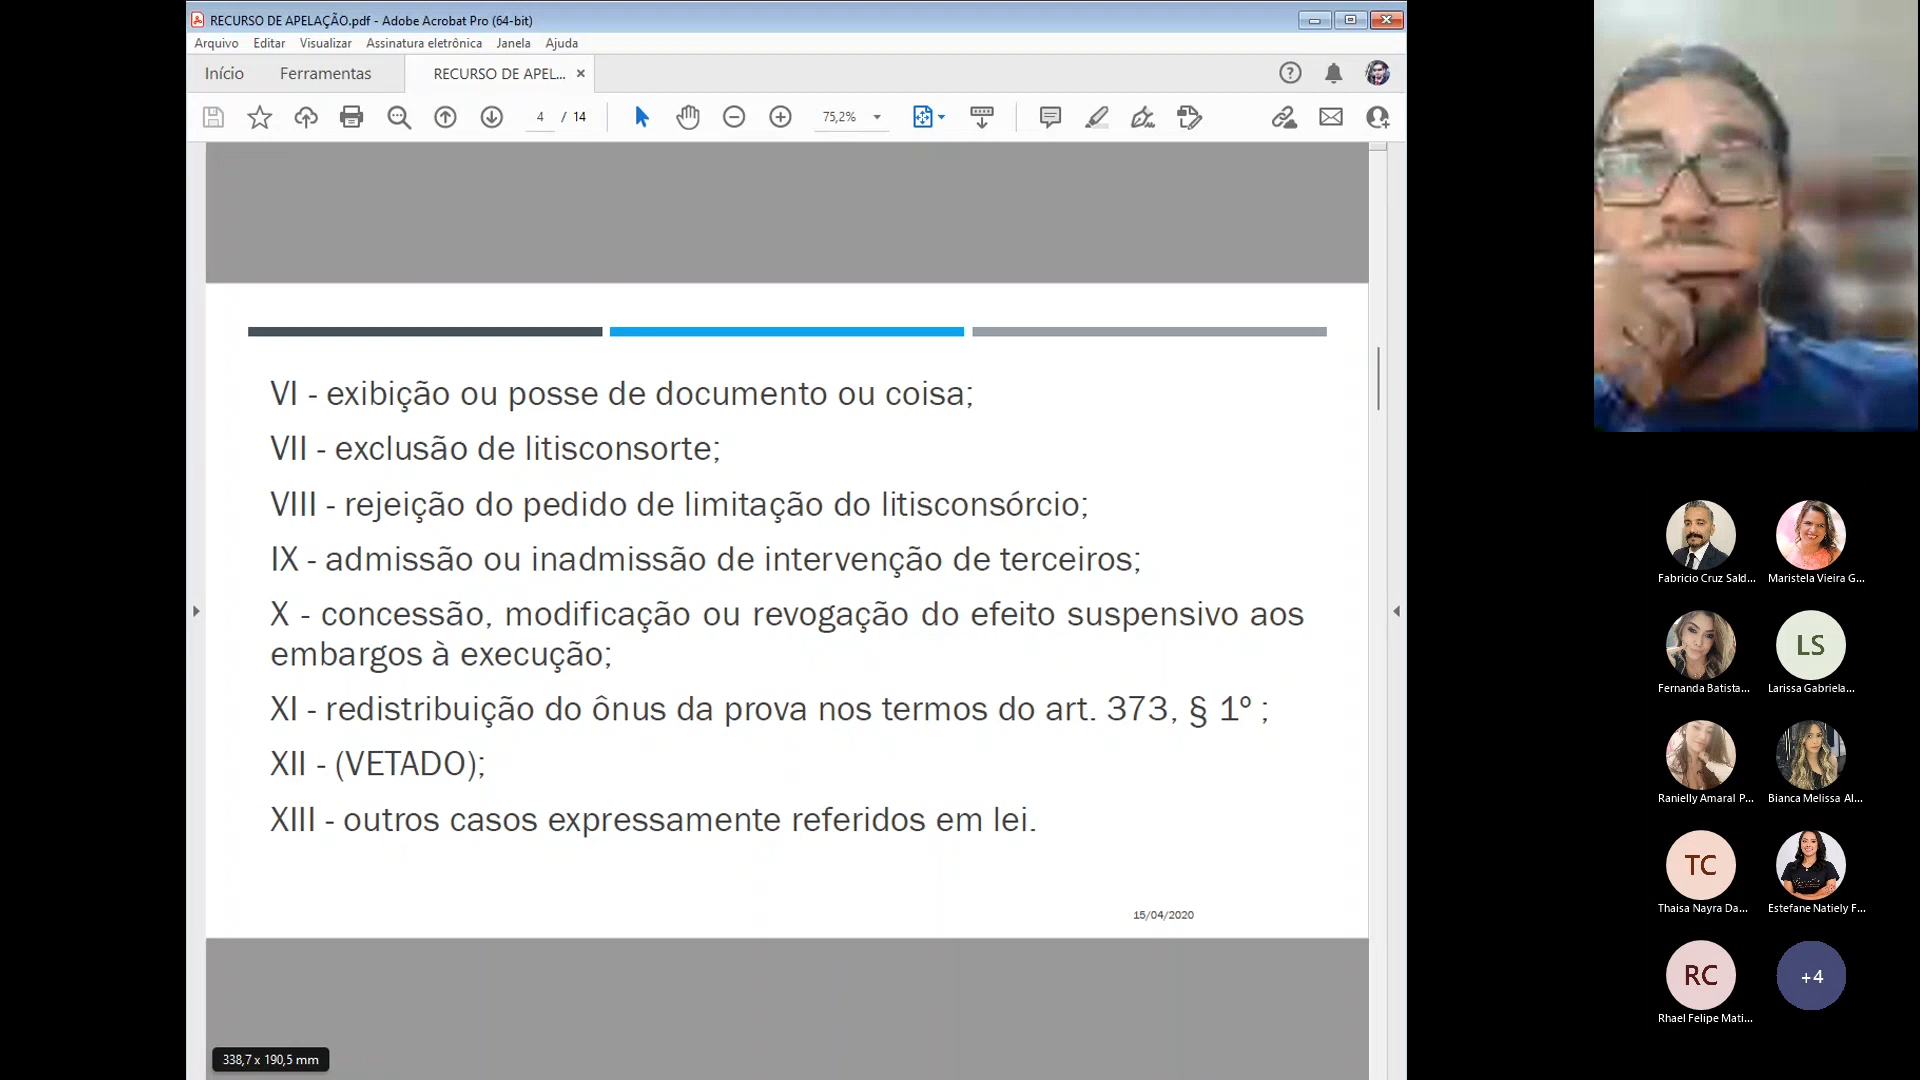 RECURSO DE APELAÇÃO.pdf - Adobe Acrobat Pro (64-bit)
Arquivo Editar Visualizar Assinatura eletrônica Janela Ajuda
Início Ferramentas RECURSO DE APEL...
4 / 14 75,2%
VI - exibição ou posse de documento ou coisa;
VII - exclusão de litisconsorte;
VIII - rejeição do pedido de limitação do litisconsórcio;
IX - admissão ou inadmissão de intervenção de terceiros;
X - concessão, modificação ou revogação do efeito suspensivo aos
embargos à execução;
XI - redistribuição do ônus da prova nos termos do art. 373, § 1º ;
XII - (VETADO);
XIII - outros casos expressamente referidos em lei.
15/04/2020
338,7 x 190,5 mm
Fabricio Cruz Sald... Maristela Vieira G...
LS
Fernanda Batista... Larissa Gabriela...
Ranielly Amaral P... Bianca Melissa Al...
TC
Thaisa Nayra Da... Estefane Natiely F...
RC +4
Rhael Felipe Mati...